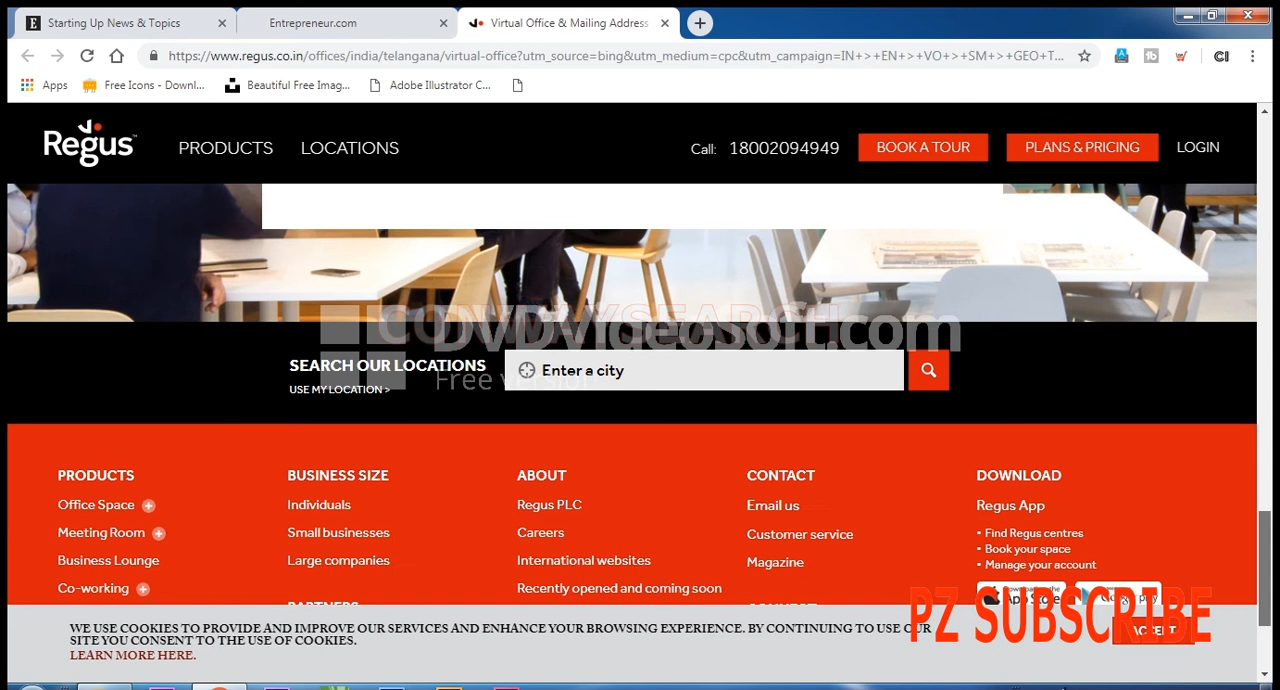 Starting Up News & Topics
Entrepreneur.com
Virtual Office & Mailing Address
https://www.regus.co.in/offices/india/telangana/virtual-office?utm_source=bing&utm_medium=cpc&utm_campaign=IN+>+EN+>+VO+>+SM+>+GEO+T...
Apps
Free Icons - Downl...
Beautiful Free Imag...
Adobe Illustrator C...
Regus
PRODUCTS
LOCATIONS
Call: 18002094949
BOOK A TOUR
PLANS & PRICING
LOGIN
DVDVideoSoft.com
Free version
SEARCH OUR LOCATIONS
USE MY LOCATION >
Enter a city
PRODUCTS
Office Space
Meeting Room
Business Lounge
Co-working
BUSINESS SIZE
Individuals
Small businesses
Large companies
ABOUT
Regus PLC
Careers
International websites
Recently opened and coming soon
CONTACT
Email us
Customer service
Magazine
DOWNLOAD
Regus App
• Find Regus centres
• Book your space
• Manage your account
App Store
PZ SUBSCRIBE
WE USE COOKIES TO PROVIDE AND IMPROVE OUR SERVICES AND ENHANCE YOUR BROWSING EXPERIENCE. BY CONTINUING TO USE OUR
SITE YOU CONSENT TO THE USE OF COOKIES.
LEARN MORE HERE.
ACCEPT